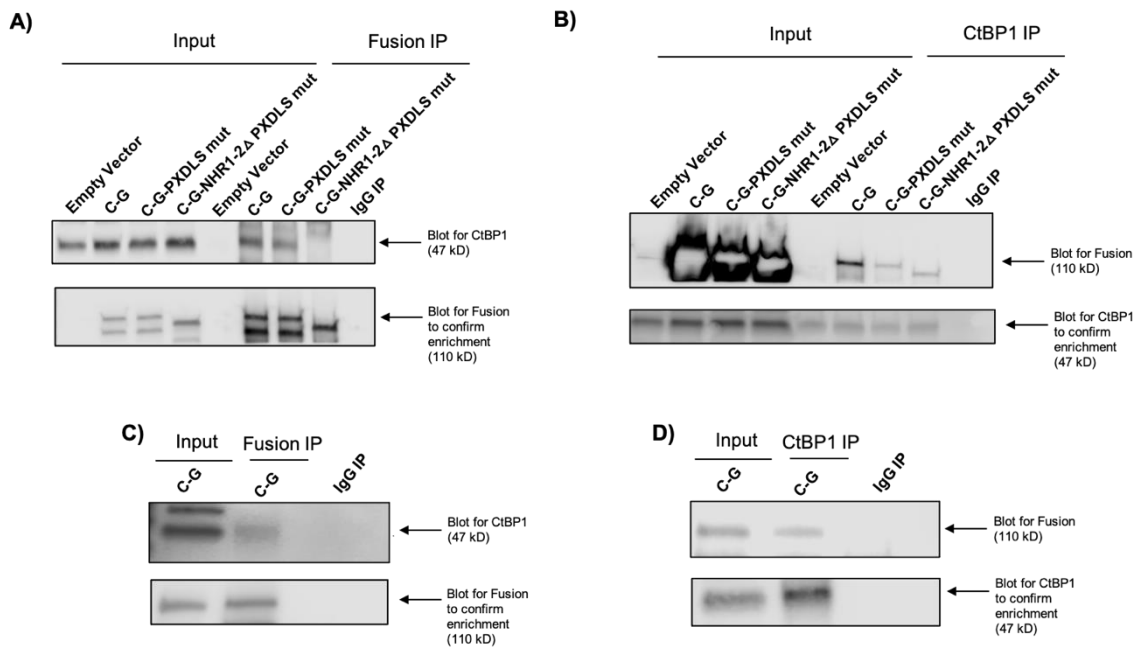 A)
Input
Fusion IP
Empty Vector
C-G
C-G-PXDLS mut
C-G-NHR1-2Δ PXDLS mut
Empty Vector
C-G
C-G-PXDLS mut
C-G-NHR1-2Δ PXDLS mut
IgG IP
Blot for CtBP1
(47 kD)
Blot for Fusion
to confirm
enrichment
(110 kD)
B)
Input
CtBP1 IP
Empty Vector
C-G
C-G-PXDLS mut
C-G-NHR1-2Δ PXDLS mut
Empty Vector
C-G
C-G-PXDLS mut
C-G-NHR1-2Δ PXDLS mut
IgG IP
Blot for Fusion
(110 kD)
Blot for CtBP1
to confirm
enrichment
(47 kD)
C)
Input
Fusion IP
C-G
C-G
IgG IP
Blot for CtBP1
(47 kD)
Blot for Fusion
to confirm
enrichment
(110 kD)
D)
Input
CtBP1 IP
C-G
C-G
IgG IP
Blot for Fusion
(110 kD)
Blot for CtBP1
to confirm
enrichment
(47 kD)